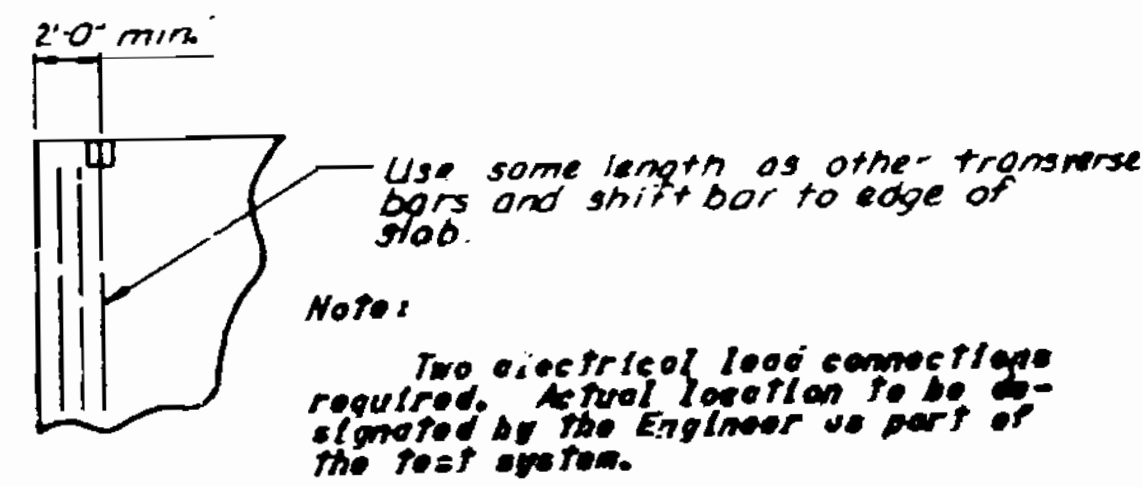 2'-0" min.
Use same length as other transverse
bars and shift bar to edge of
slab.
Note:
Two electrical lead connections
required. Actual location to be de-
signated by the Engineer as part of
the test system.